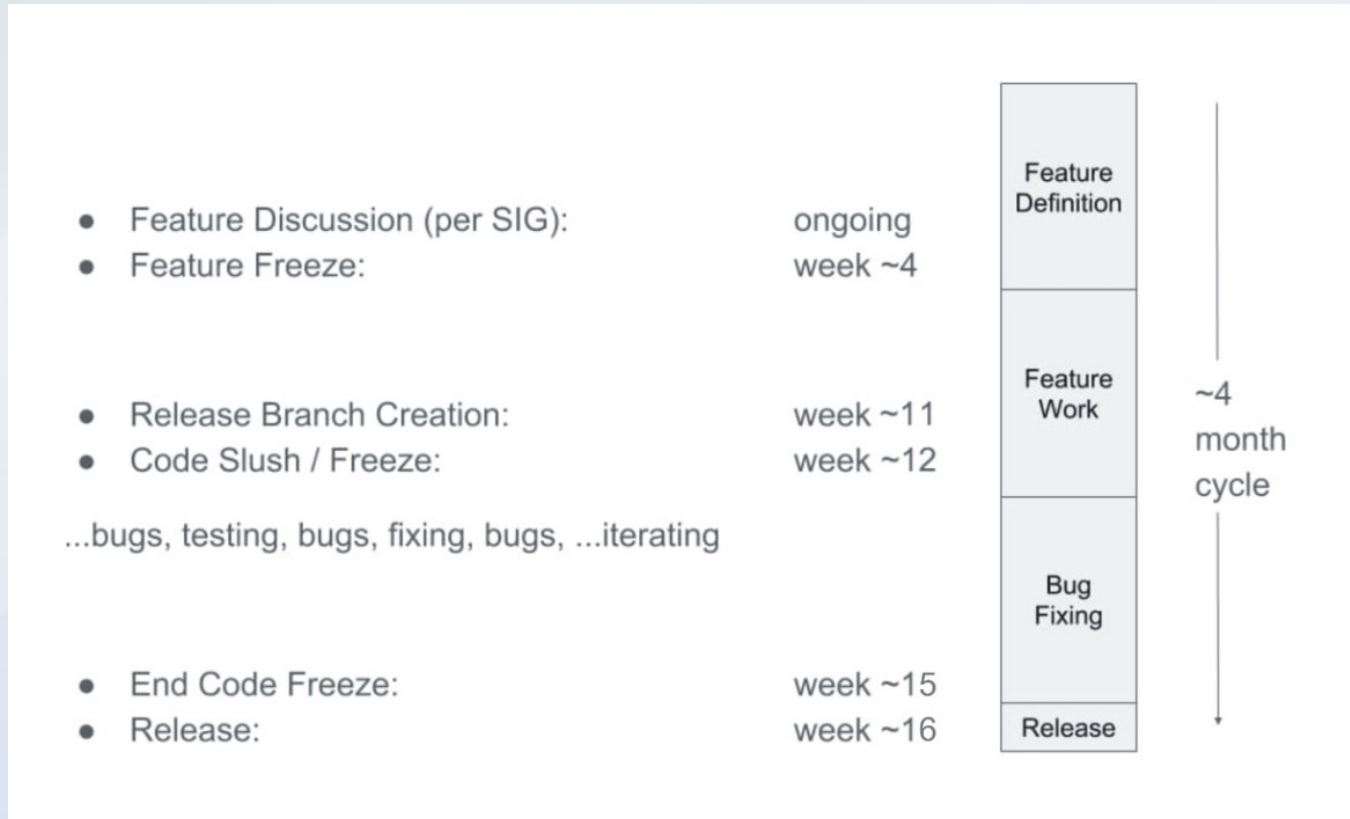 ● Feature Discussion (per SIG): ongoing
● Feature Freeze: week ~4
● Release Branch Creation: week ~11
● Code Slush / Freeze: week ~12
...bugs, testing, bugs, fixing, bugs, ...iterating
● End Code Freeze: week ~15
● Release: week ~16
Feature
Definition
Feature
Work
Bug
Fixing
Release
~4
month
cycle